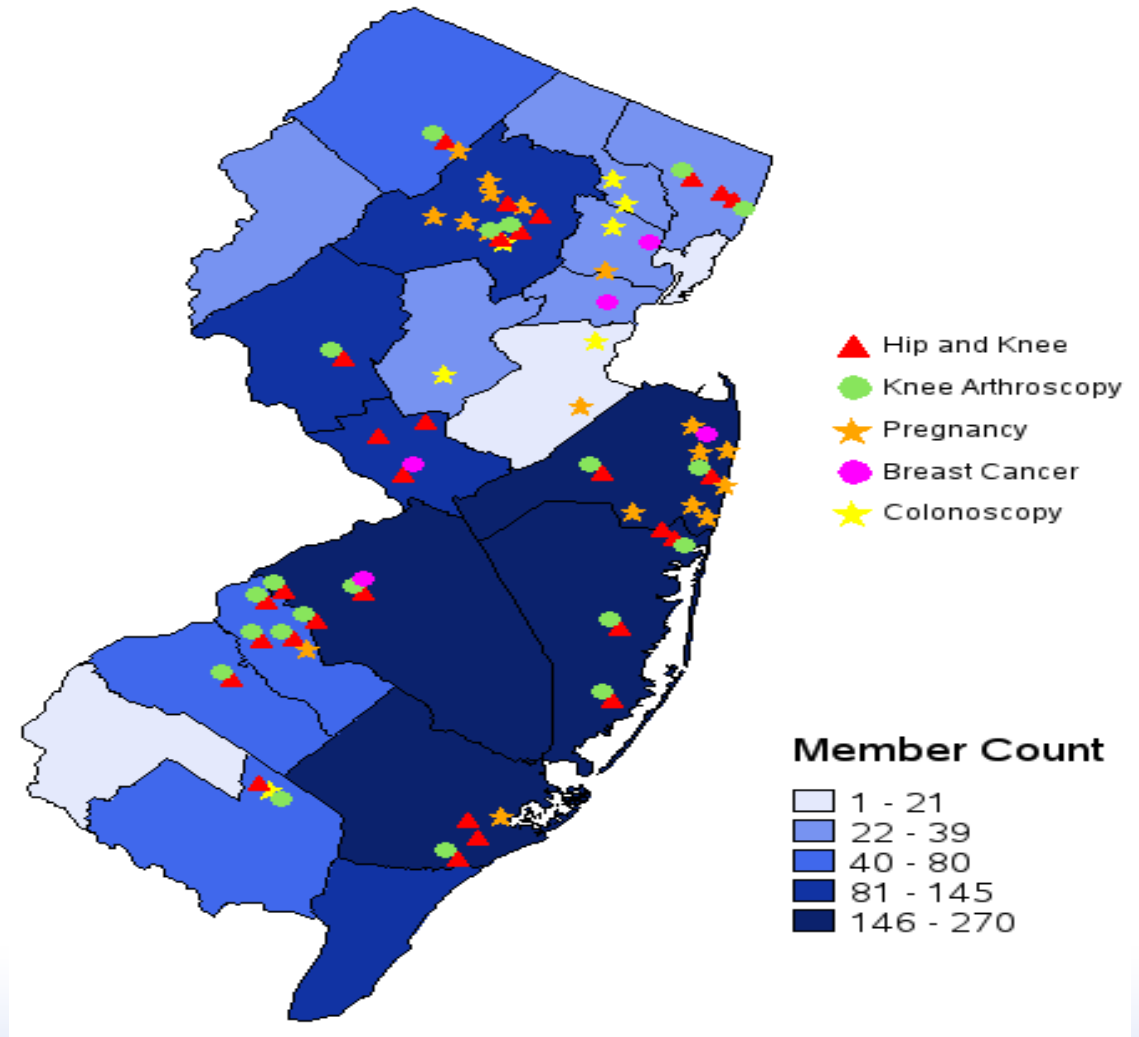 Hip and Knee
Knee Arthroscopy
Pregnancy
Breast Cancer
Colonoscopy
Member Count
1 - 21
22 - 39
40 - 80
81 - 145
146 - 270